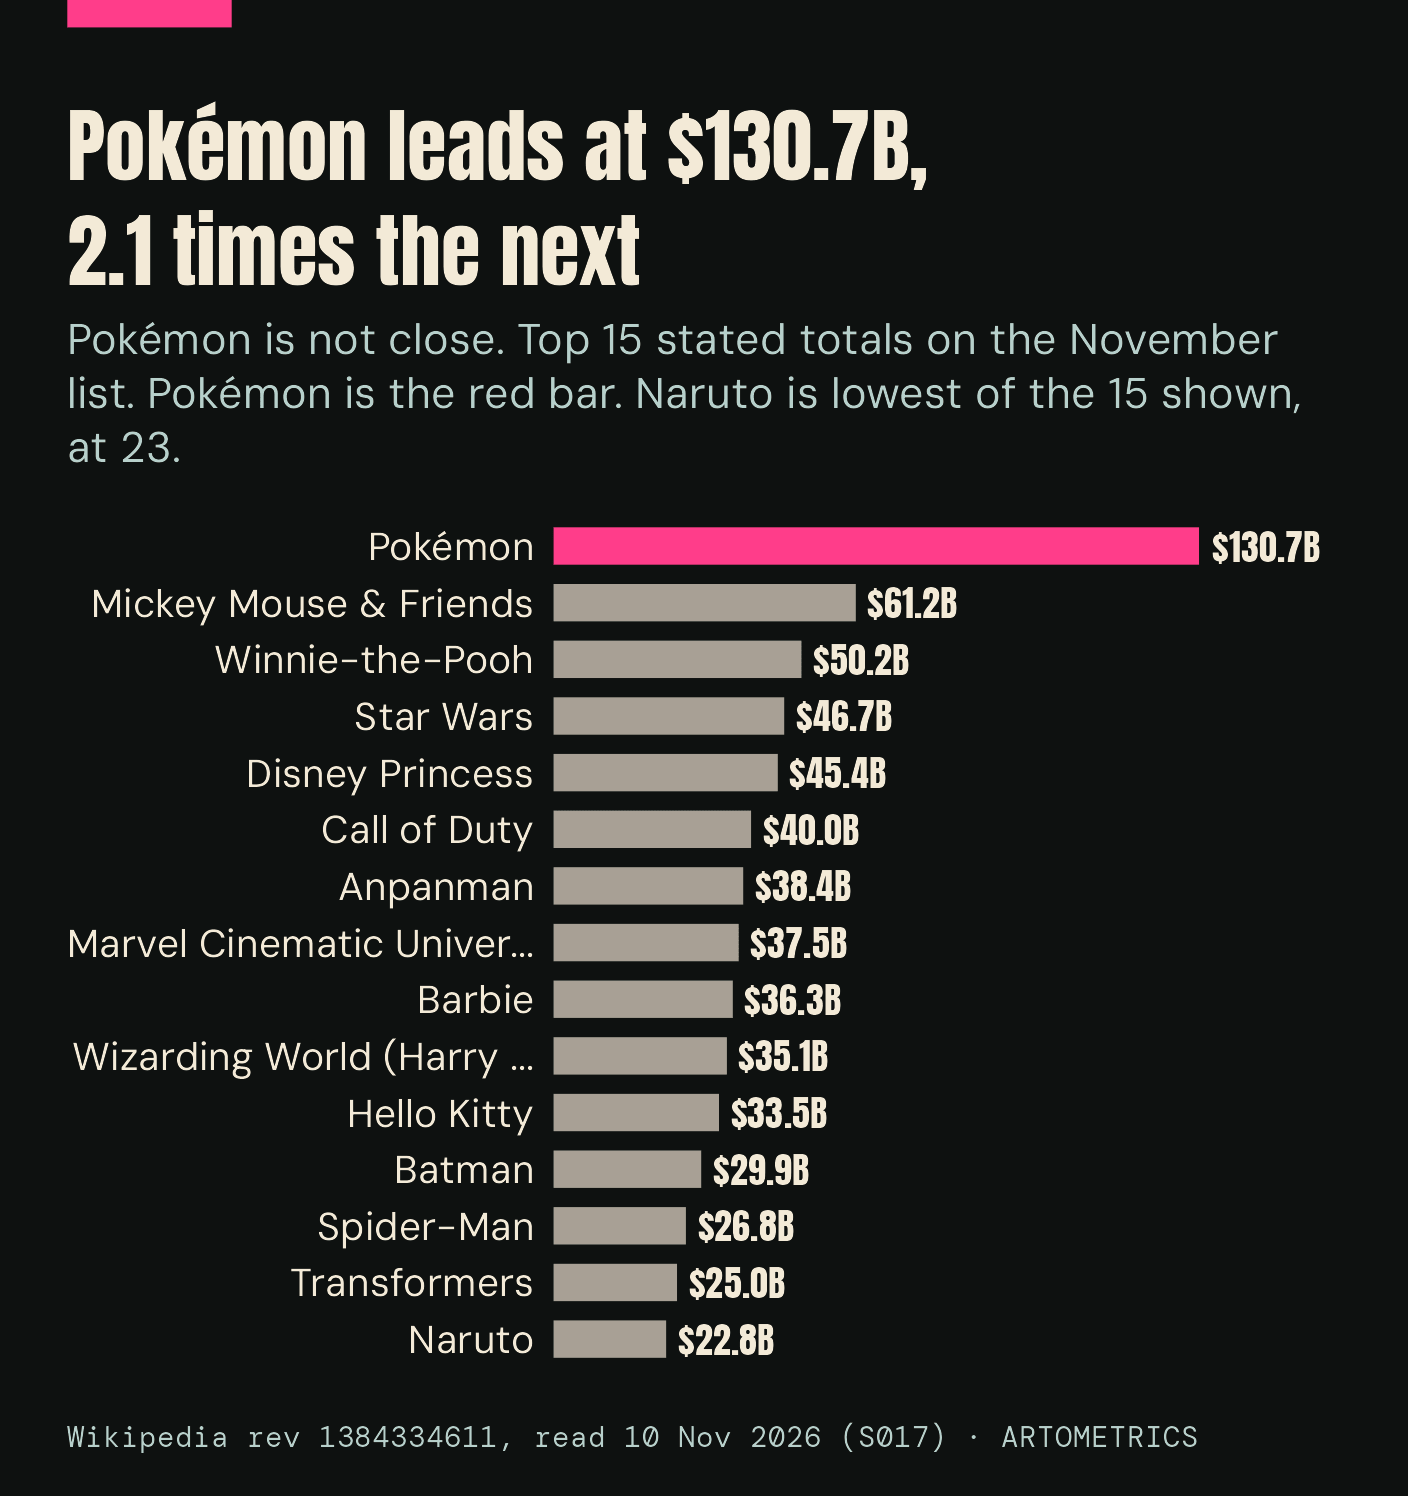 Pokémon leads at $130.7B,
2.1 times the next
Pokémon is not close. Top 15 stated totals on the November
list. Pokémon is the red bar. Naruto is lowest of the 15 shown,
at 23.
Pokémon $130.7B
Mickey Mouse & Friends $61.2B
Winnie-the-Pooh $50.2B
Star Wars $46.7B
Disney Princess $45.4B
Call of Duty $40.0B
Anpanman $38.4B
Marvel Cinematic Univer... $37.5B
Barbie $36.3B
Wizarding World (Harry ... $35.1B
Hello Kitty $33.5B
Batman $29.9B
Spider-Man $26.8B
Transformers $25.0B
Naruto $22.8B
Wikipedia rev 1384334611, read 10 Nov 2026 (S017) · ARTOMETRICS